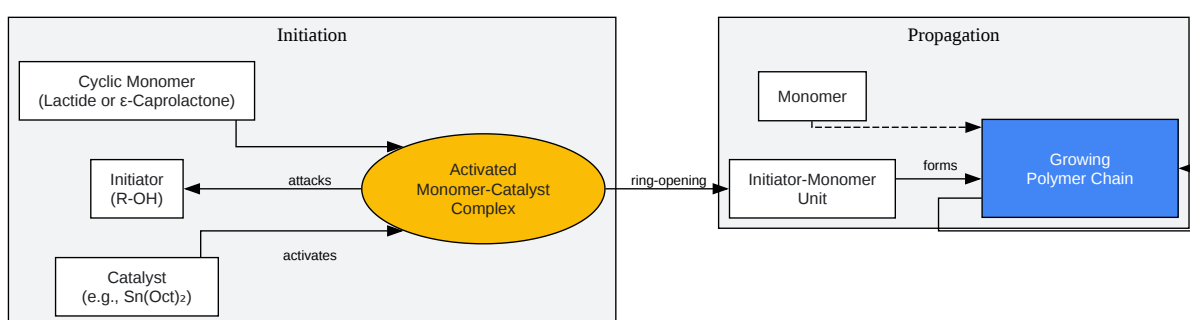 Initiation
Cyclic Monomer
(Lactide or ε-Caprolactone)
Initiator
(R-OH)
attacks
Activated
Monomer-Catalyst
Complex
activates
Catalyst
(e.g., Sn(Oct)₂)
ring-opening
Propagation
Monomer
Initiator-Monomer
Unit
forms
Growing
Polymer Chain